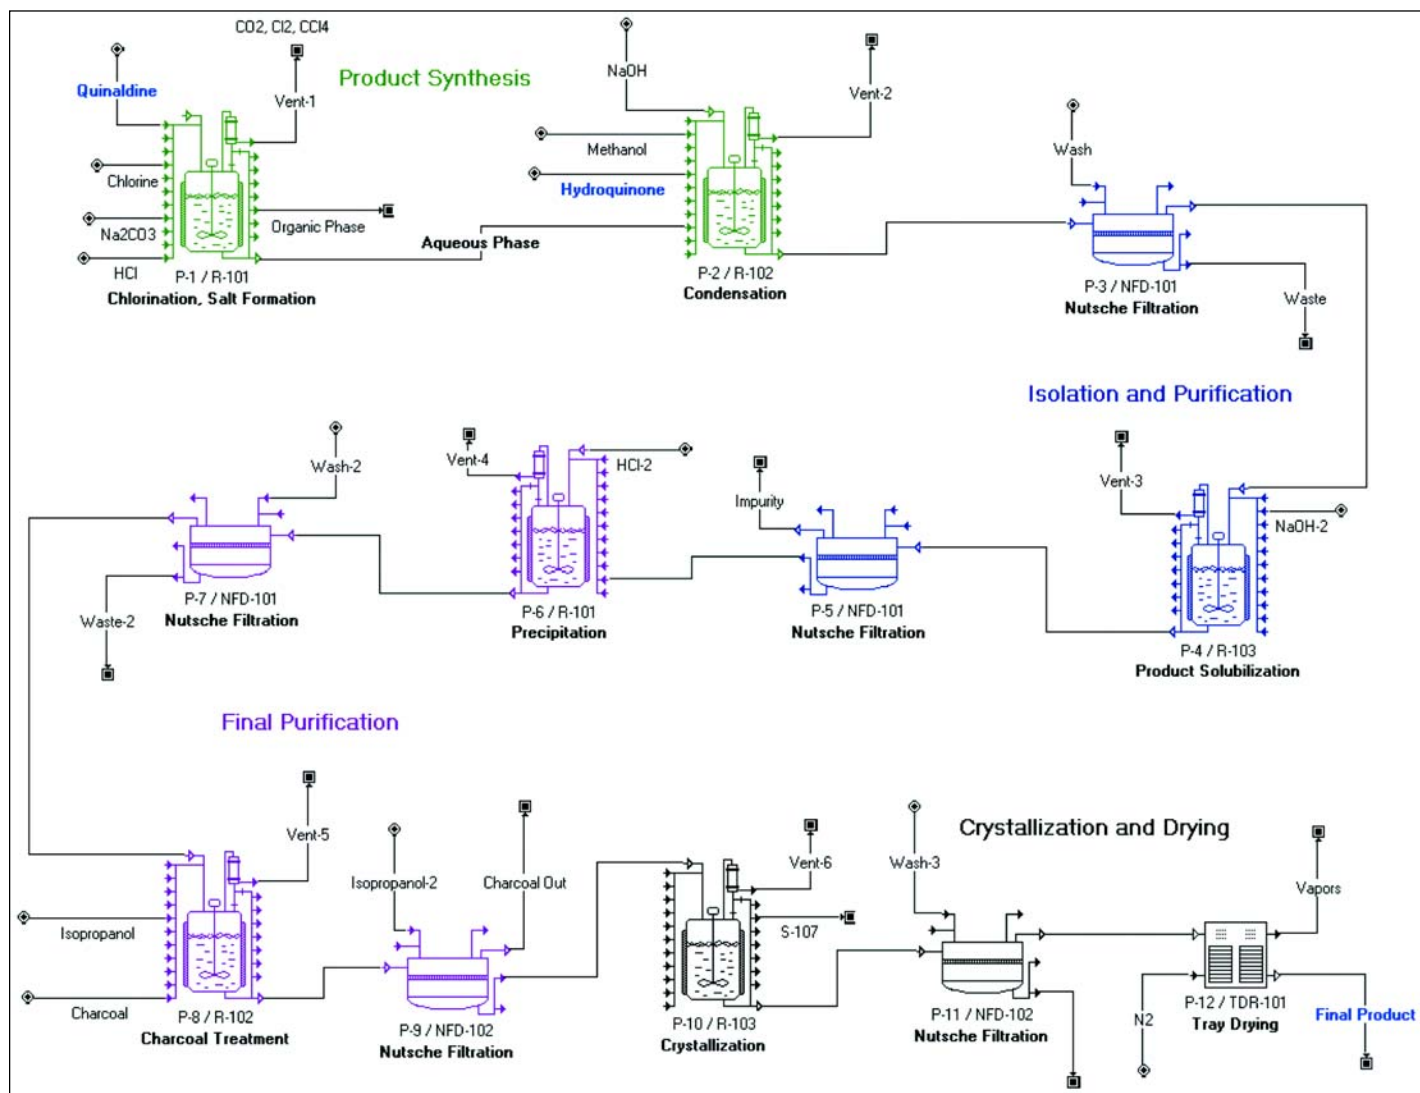 CO2, Cl2, CCl4
Product Synthesis
Quinaldine
Vent-1
Chlorine
Na2CO3
HCl
Organic Phase
P-1 / R-101
Chlorination, Salt Formation
Aqueous Phase
NaOH
Methanol
Hydroquinone
Vent-2
P-2 / R-102
Condensation
Wash
P-3 / NFD-101
Nutsche Filtration
Waste
Isolation and Purification
Wash-2
P-7 / NFD-101
Nutsche Filtration
Waste-2
Vent-4
HCl-2
P-6 / R-101
Precipitation
Impurity
P-5 / NFD-101
Nutsche Filtration
Vent-3
NaOH-2
P-4 / R-103
Product Solubilization
Final Purification
Vent-5
Isopropanol
Charcoal
P-8 / R-102
Charcoal Treatment
Isopropanol-2
Charcoal Out
P-9 / NFD-102
Nutsche Filtration
Vent-6
S-107
P-10 / R-103
Crystallization
Crystallization and Drying
Wash-3
P-11 / NFD-102
Nutsche Filtration
Vapors
N2
P-12 / TDR-101
Tray Drying
Final Product